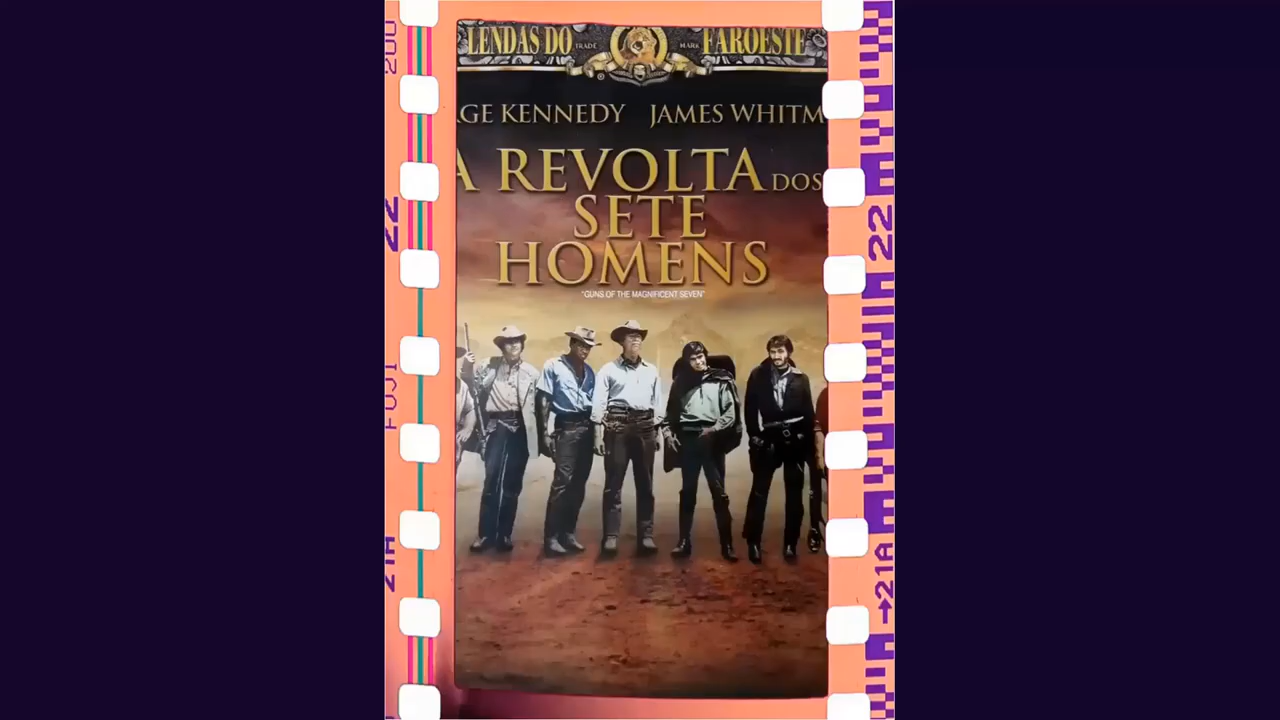 LENDAS DO FAROESTE
TRADE MARK
RGE KENNEDY JAMES WHITM
A REVOLTA DOS
SETE
HOMENS
"GUNS OF THE MAGNIFICENT SEVEN"
200
22
FUJI
21A
22
→21A